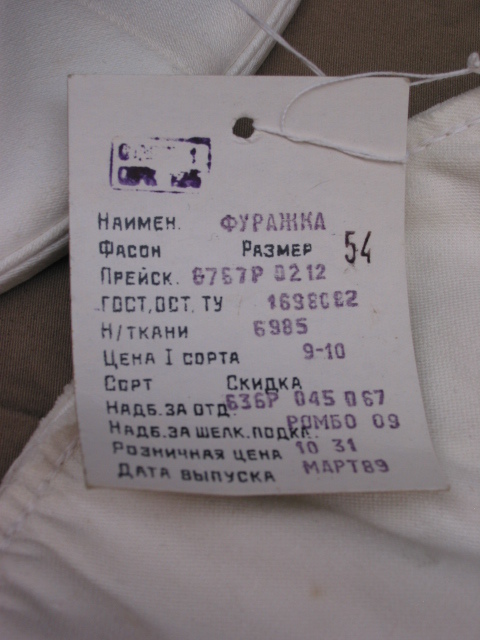 НАИМЕН. ФУРАЖКА
ФАСОН РАЗМЕР 54
ПРЕЙСК. 6767Р 0212
ГОСТ,ОСТ, ТУ 1698082
Н/ТКАНИ 6985
ЦЕНА I СОРТА 9-10
СОРТ СКИДКА
НАДБ. ЗА ОТД. 636Р 045 067
НАДБ. ЗА ШЕЛК. ПОДКЛ. РОМБО 09
РОЗНИЧНАЯ ЦЕНА 10 31
ДАТА ВЫПУСКА МАРТ89